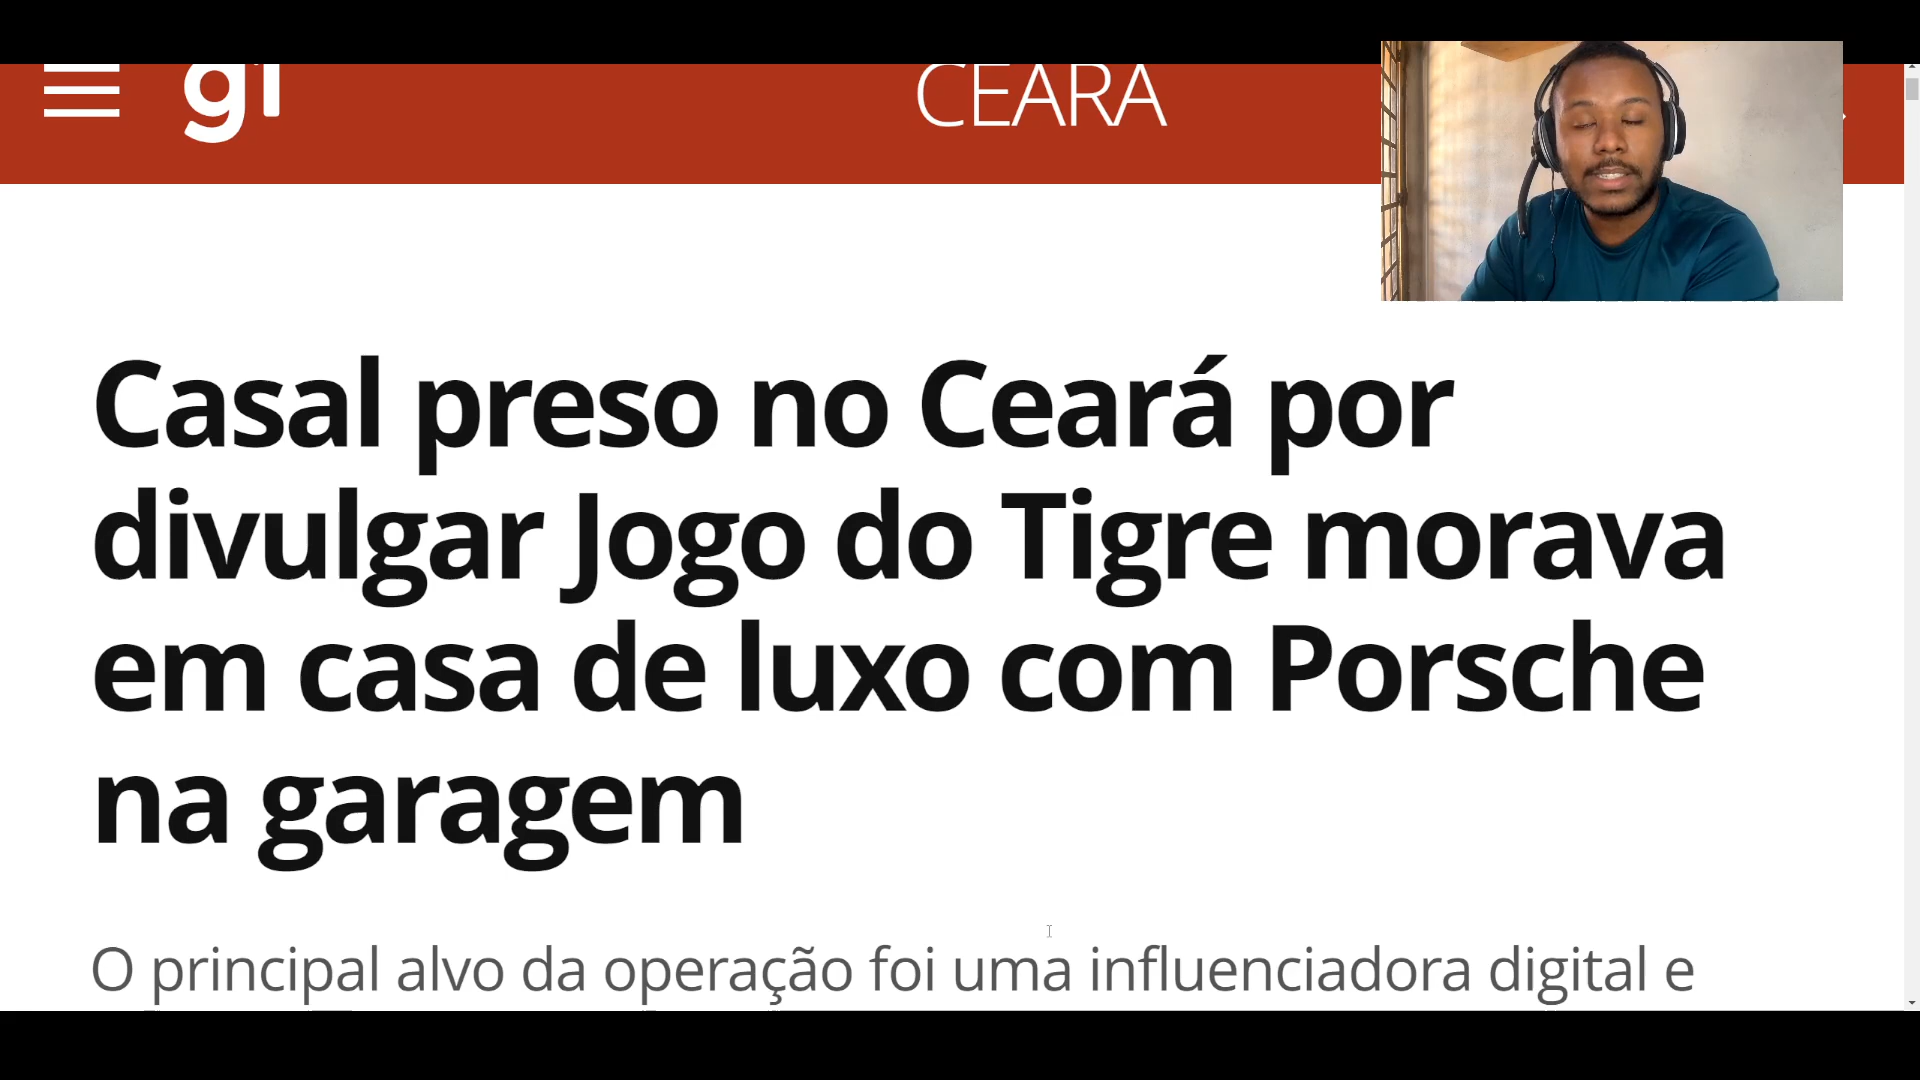 g1
CEARÁ
Casal preso no Ceará por
divulgar Jogo do Tigre morava
em casa de luxo com Porsche
na garagem
O principal alvo da operação foi uma influenciadora digital e